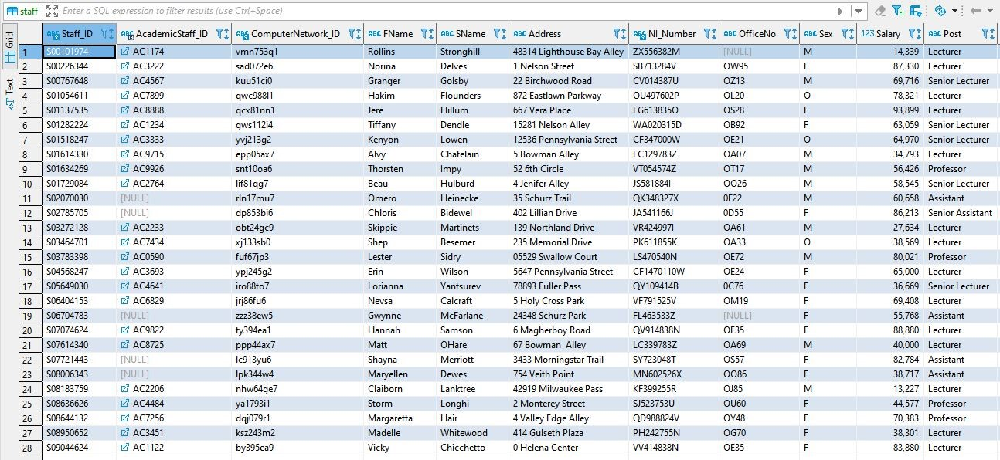 staff Enter a SQL expression to filter results (use Ctrl+Space)
Grid
Text
Staff_ID AcademicStaff_ID ComputerNetwork_ID FName SName Address NI_Number OfficeNo Sex Salary Post
1 S00101974 AC1174 vmn753q1 Rollins Stronghill 48314 Lighthouse Bay Alley ZX556382M [NULL] M 14,339 Lecturer
2 S00226344 AC3222 sad072e6 Norina Delves 1 Nelson Street SB713284V OW95 F 87,330 Lecturer
3 S00767648 AC4567 kuu51ci0 Granger Golsby 22 Birchwood Road CV014387U OZ13 M 69,716 Senior Lecturer
4 S01054611 AC7899 qwc988l1 Hakim Flounders 872 Eastlawn Parkway OU497602P OL20 O 78,321 Lecturer
5 S01137535 AC8888 qcx81nn1 Jere Hillum 667 Vera Place EG613835O OS28 F 93,899 Lecturer
6 S01282224 AC1234 gws112i4 Tiffany Dendle 15281 Nelson Alley WA020315D OB92 F 63,059 Senior Lecturer
7 S01518247 AC3333 yvj213g2 Kenyon Lowen 12536 Pennsylvania Street CF347000W OE21 O 64,970 Senior Lecturer
8 S01614330 AC9715 epp05ax7 Alvy Chatelain 5 Bowman Alley LC129783Z OA07 M 34,793 Lecturer
9 S01634269 AC9926 snt10oa6 Thorsten Impy 52 6th Circle VT054574Z OT17 M 56,426 Professor
10 S01729084 AC2764 lif81qg7 Beau Hulburd 4 Jenifer Alley JS581884I OO26 M 58,545 Senior Lecturer
11 S02070030 [NULL] rln17mu7 Omero Heinecke 35 Schurz Trail QK348327X 0F22 M 60,658 Assistant
12 S02785705 [NULL] dp853bi6 Chloris Bidewel 402 Lillian Drive JA541166J 0D55 F 86,213 Senior Assistant
13 S03272128 AC2233 obt24gc9 Skippie Martinets 139 Northland Drive VR424997I OA61 M 27,634 Lecturer
14 S03464701 AC7434 xj133sb0 Shep Besemer 235 Memorial Drive PK611855K OA33 O 38,569 Lecturer
15 S03783398 AC0590 fuf67jp3 Lester Sidry 05529 Swallow Court LS470540N OE72 M 80,021 Professor
16 S04568247 AC3693 ypj245g2 Erin Wilson 5647 Pennsylvania Street CF1470110W OE24 F 65,000 Lecturer
17 S05649030 AC4641 iro88to7 Lorianna Yantsurev 78893 Fuller Pass QY109414B 0C76 F 36,669 Senior Lecturer
18 S06404153 AC6829 jrj86fu6 Nevsa Calcraft 5 Holy Cross Park VF791525V OM19 F 69,408 Lecturer
19 S06704783 [NULL] zzz38ew5 Gwynne McFarlane 24348 Schurz Park FL463533Z [NULL] F 55,768 Assistant
20 S07074624 AC9822 ty394ea1 Hannah Samson 6 Magherboy Road QV914838N OE35 F 88,880 Lecturer
21 S07614340 AC8725 ppp44ax7 Matt OHare 67 Bowman  Alley LC339783Z OA69 M 40,000 Lecturer
22 S07721443 [NULL] lc913yu6 Shayna Merriott 3433 Morningstar Trail SY723048T OS57 F 82,784 Assistant
23 S08006343 [NULL] lpk344w4 Maryellen Dewes 754 Veith Point MN602526X OO86 F 38,717 Assistant
24 S08183759 AC2206 nhw64ge7 Claiborn Lanktree 42919 Milwaukee Pass KF399255R OJ85 M 13,227 Lecturer
25 S08636626 AC4484 ya1793i1 Storm Longhi 2 Monterey Street SJ523753U OU60 F 44,577 Professor
26 S08644132 AC7256 dqj079r1 Margaretta Hair 4 Valley Edge Alley QD988824V OY48 F 70,383 Professor
27 S08950652 AC3451 ksz243m2 Madelle Whitewood 414 Gulseth Plaza PH242755N OG70 F 38,301 Lecturer
28 S09044624 AC1122 by395ea9 Vicky Chicchetto 0 Helena Center VV414838N OE35 F 83,880 Lecturer